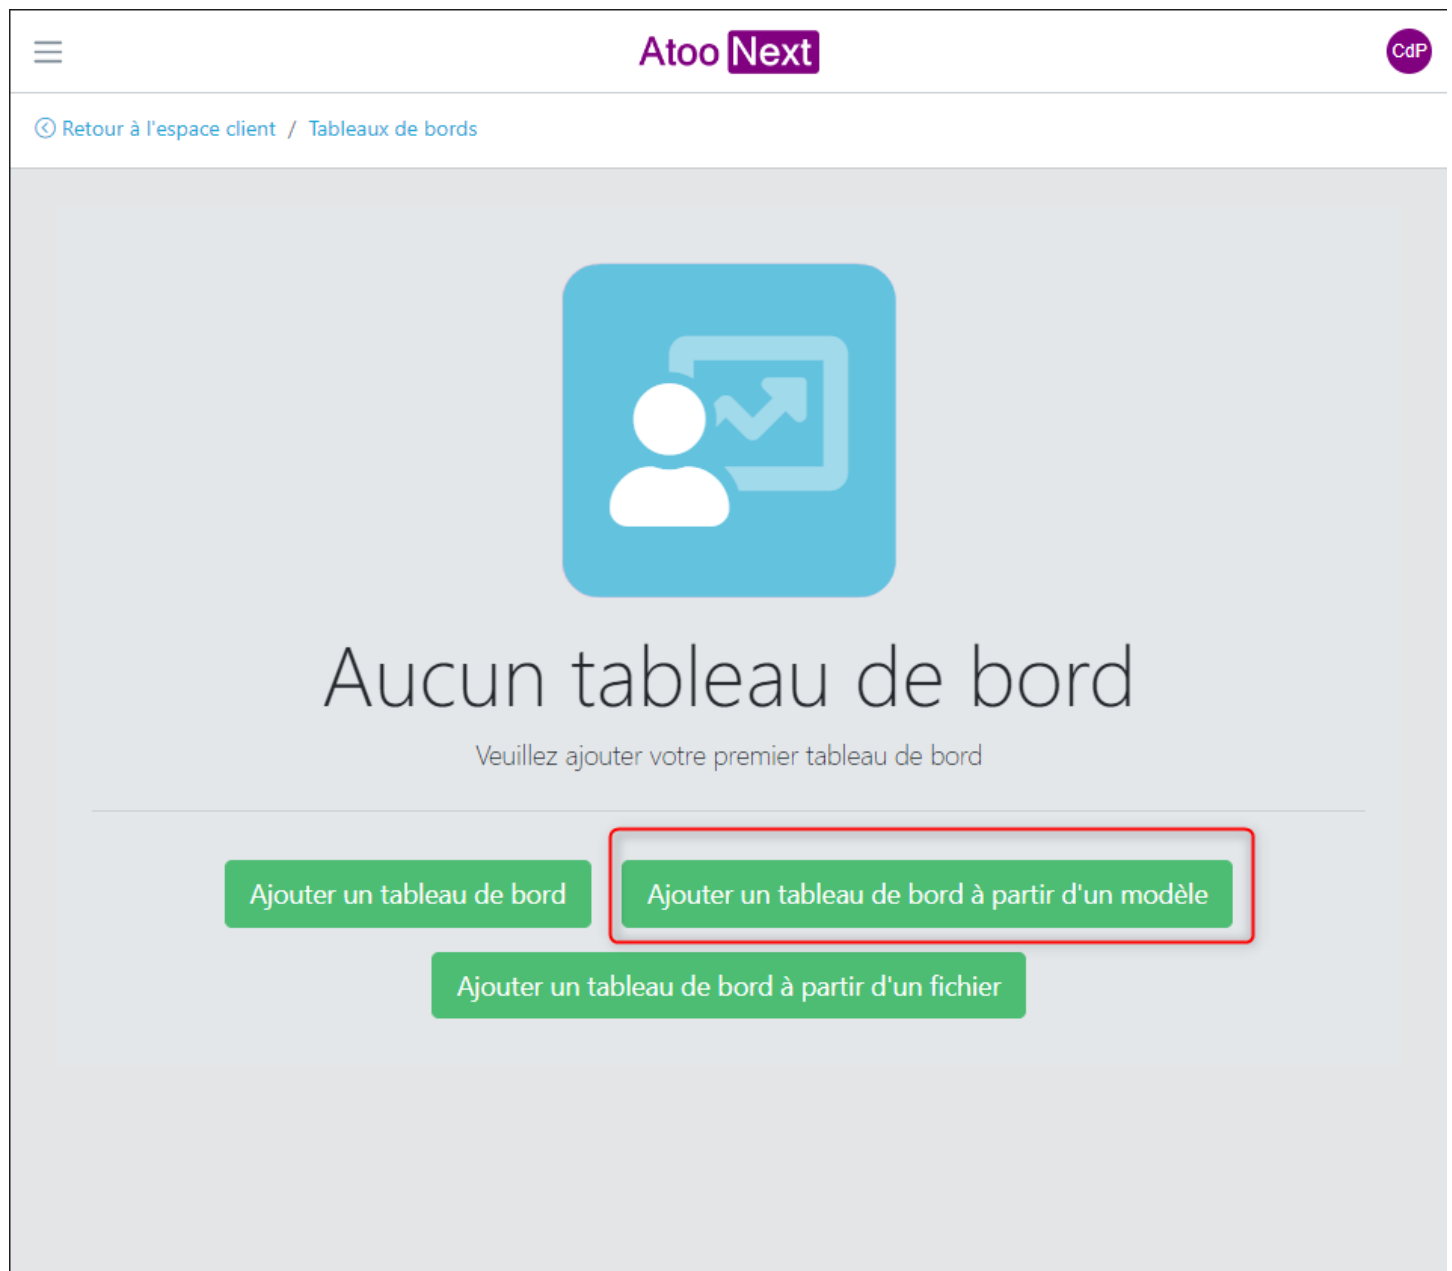 Atoo Next
CdP
Retour à l'espace client / Tableaux de bords
Aucun tableau de bord
Veuillez ajouter votre premier tableau de bord
Ajouter un tableau de bord
Ajouter un tableau de bord à partir d'un modèle
Ajouter un tableau de bord à partir d'un fichier